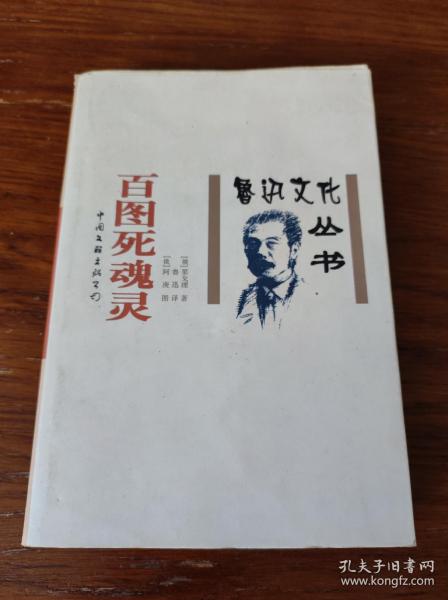 鲁迅文化
丛书
百图死魂灵
[俄]果戈理 著
鲁迅 译
[俄]阿庚 图
中国文联出版公司
孔夫子旧书网
www.kongfz.com